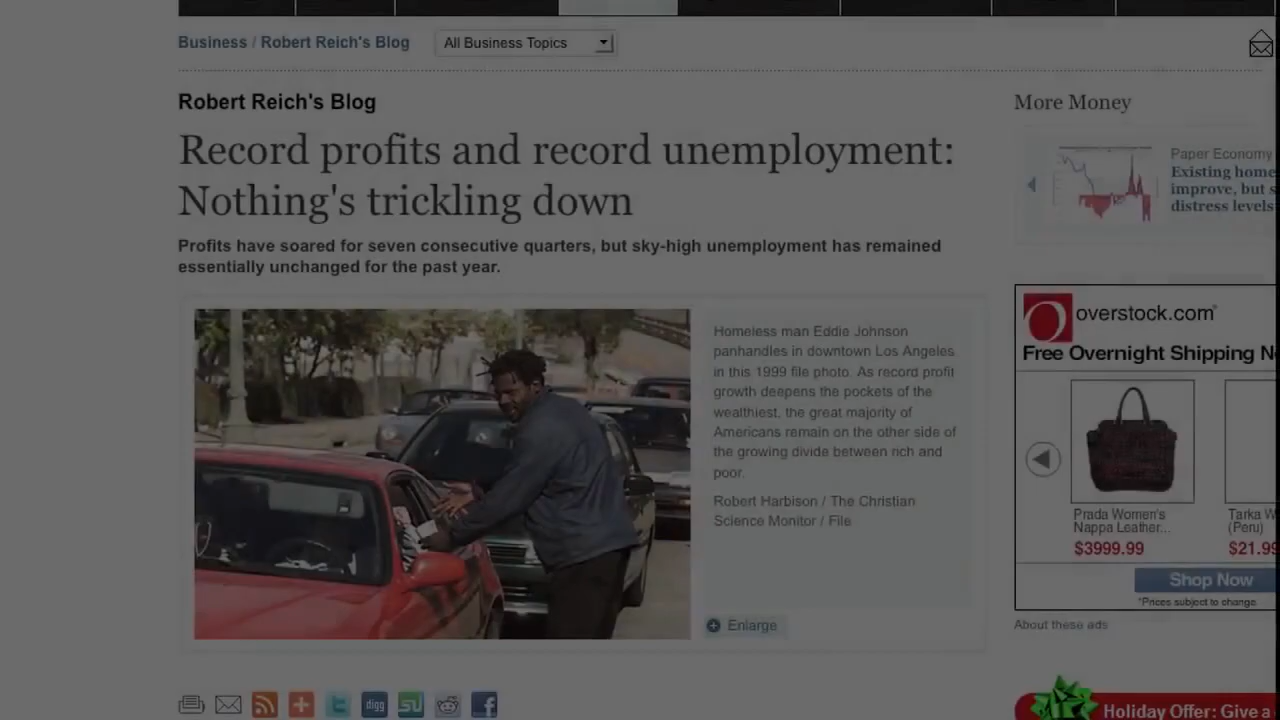 Business / Robert Reich's Blog
All Business Topics
Robert Reich's Blog
Record profits and record unemployment:
Nothing's trickling down
Profits have soared for seven consecutive quarters, but sky-high unemployment has remained
essentially unchanged for the past year.
Homeless man Eddie Johnson
panhandles in downtown Los Angeles
in this 1999 file photo. As record profit
growth deepens the pockets of the
wealthiest, the great majority of
Americans remain on the other side of
the growing divide between rich and
poor.
Robert Harbison / The Christian
Science Monitor / File
Enlarge
digg
More Money
Paper Economy
Existing home
improve, but s
distress levels
overstock.com
Free Overnight Shipping N
Prada Women's
Nappa Leather...
$3999.99
Tarka W
(Peru)
$21.99
Shop Now
*Prices subject to change.
About these ads
Holiday Offer: Give a